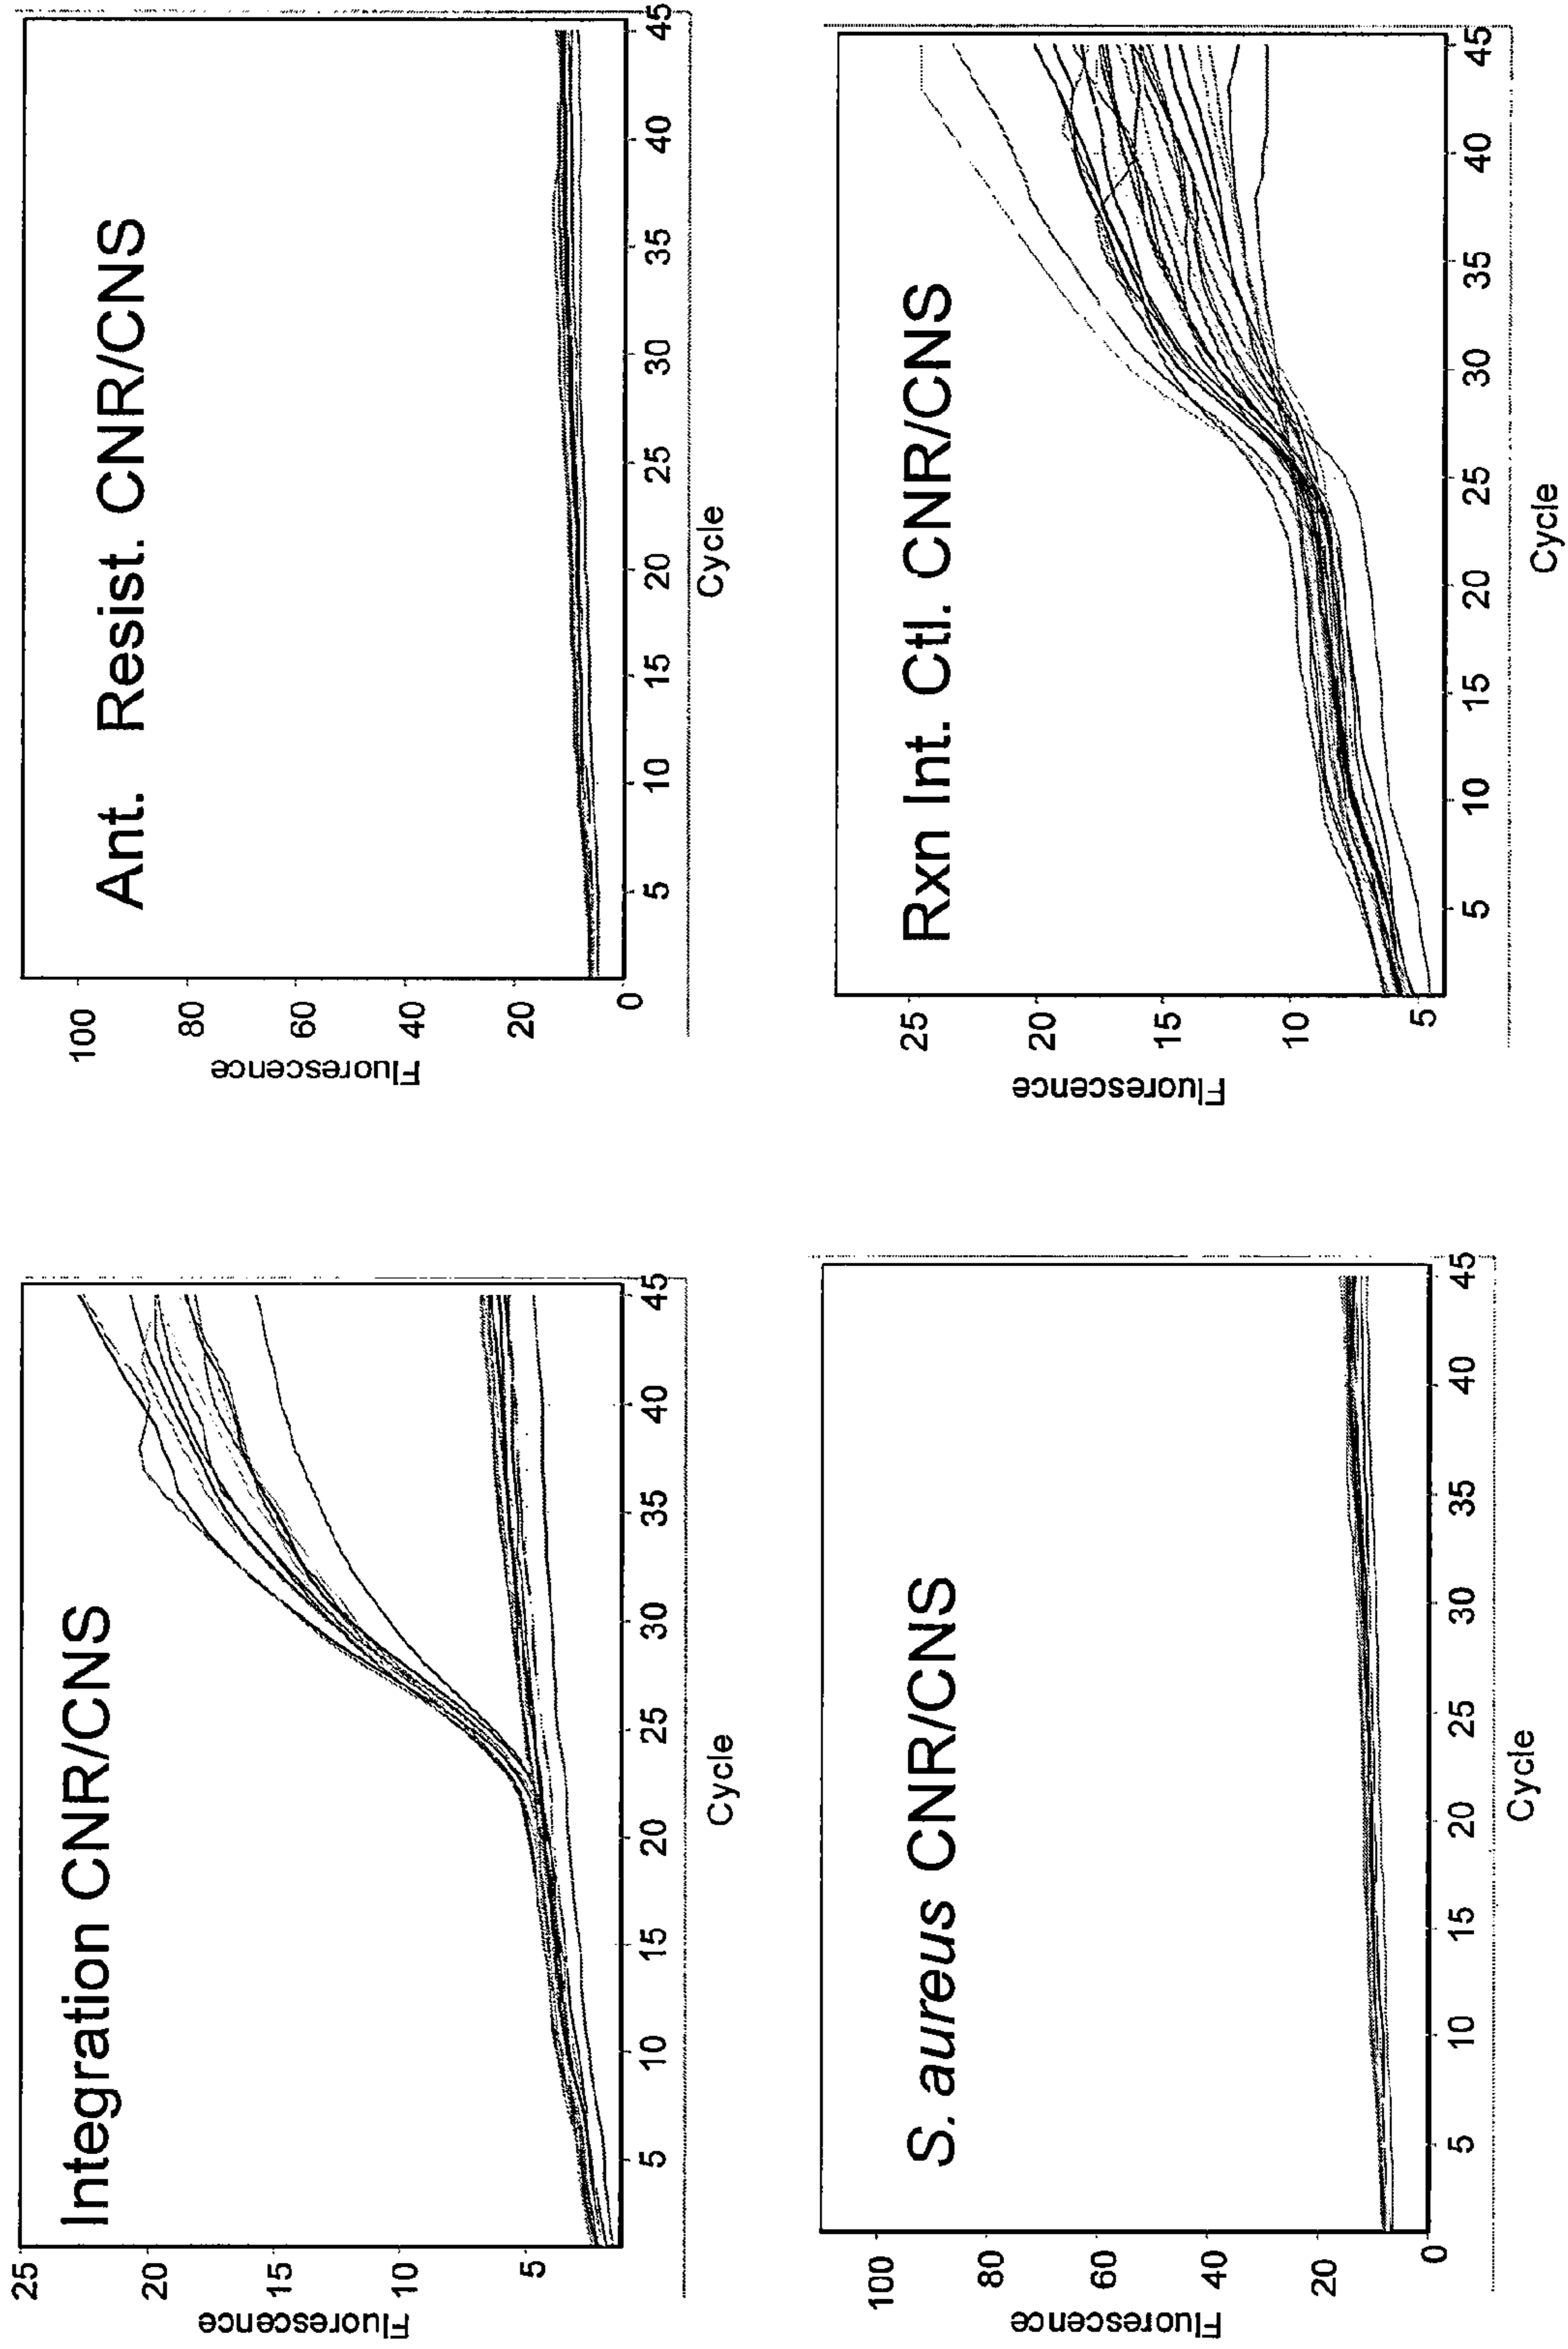 Integration CNR/CNS
Fluorescence
25
20
15
10
5
5 10 15 20 25 30 35 40 45
Cycle
Ant. Resist. CNR/CNS
Fluorescence
100
80
60
40
20
0
5 10 15 20 25 30 35 40 45
Cycle
S. aureus CNR/CNS
Fluorescence
100
80
60
40
20
0
5 10 15 20 25 30 35 40 45
Cycle
Rxn Int. Ctl. CNR/CNS
Fluorescence
25
20
15
10
5
5 10 15 20 25 30 35 40 45
Cycle